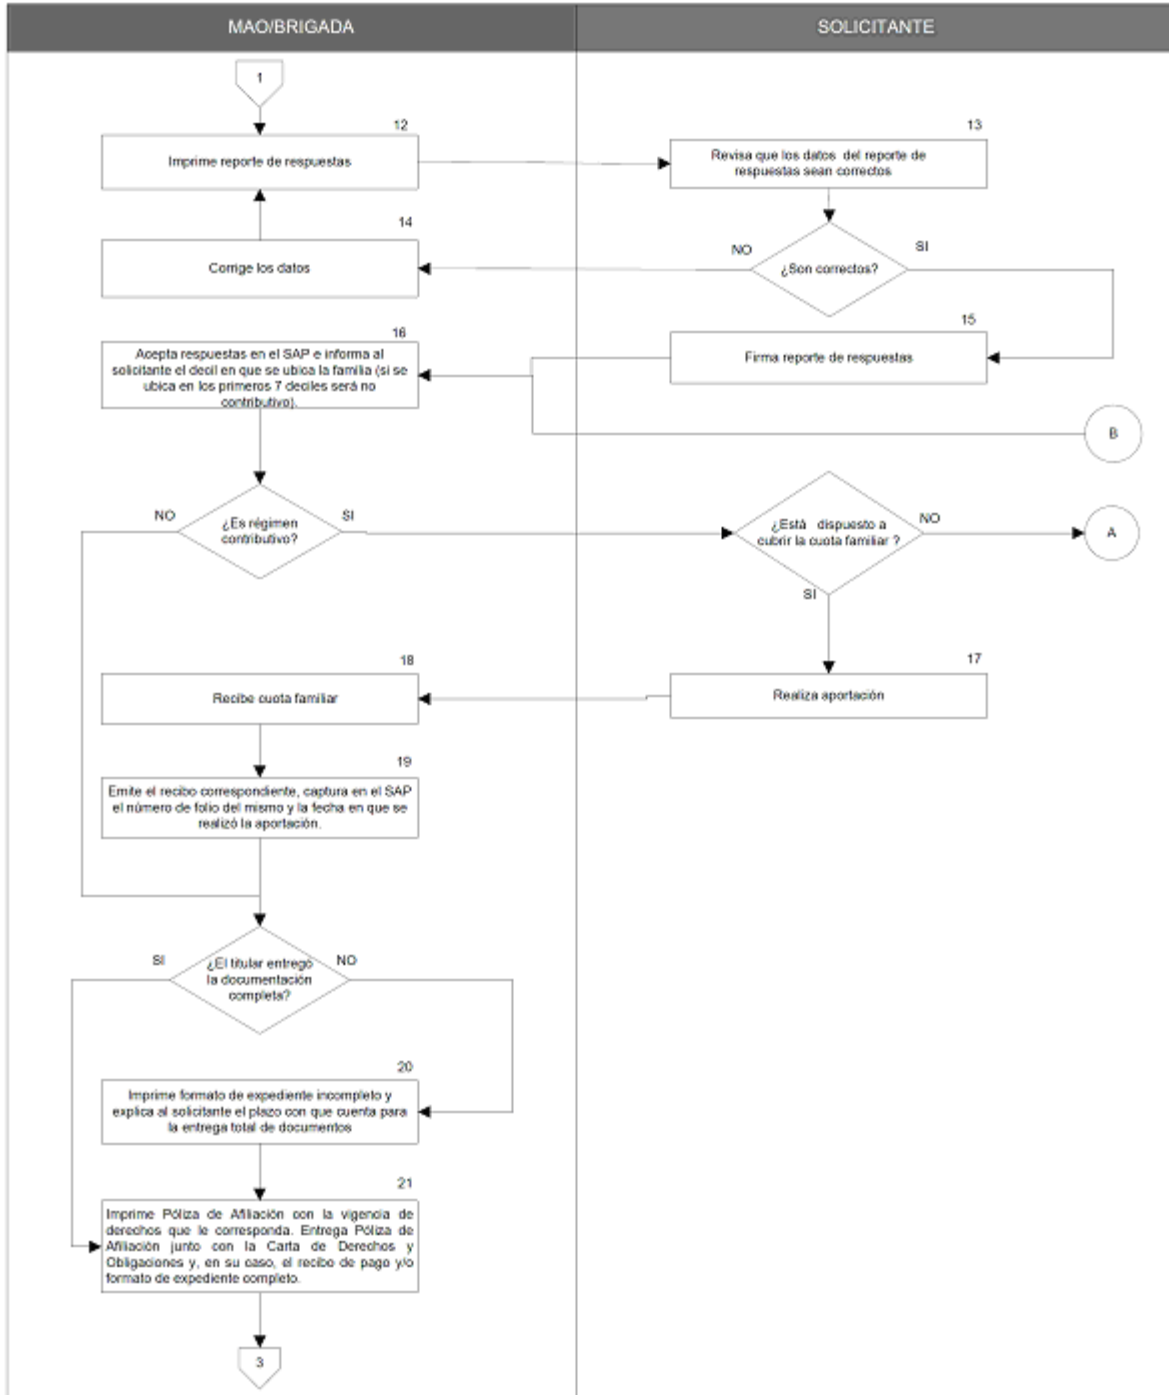 MAO/BRIGADA
SOLICITANTE
1
12
Imprime reporte de respuestas
13
Revisa que los datos del reporte de
respuestas sean correctos
14
Corrige los datos
NO
¿Son correctos?
SI
15
Firma reporte de respuestas
16
Acepta respuestas en el SAP e informa al
solicitante el decil en que se ubica la familia (si se
ubica en los primeros 7 deciles será no
contributivo).
B
NO
¿Es régimen
contributivo?
SI
¿Está dispuesto a
cubrir la cuota familiar ?
NO
A
SI
17
Realiza aportación
18
Recibe cuota familiar
19
Emite el recibo correspondiente, captura en el SAP
el número de folio del mismo y la fecha en que se
realizó la aportación.
SI
¿El titular entregó
la documentación
completa?
NO
20
Imprime formato de expediente incompleto y
explica al solicitante el plazo con que cuenta para
la entrega total de documentos
21
Imprime Póliza de Afiliación con la vigencia de
derechos que le corresponda. Entrega Póliza de
Afiliación junto con la Carta de Derechos y
Obligaciones y, en su caso, el recibo de pago y/o
formato de expediente completo.
3